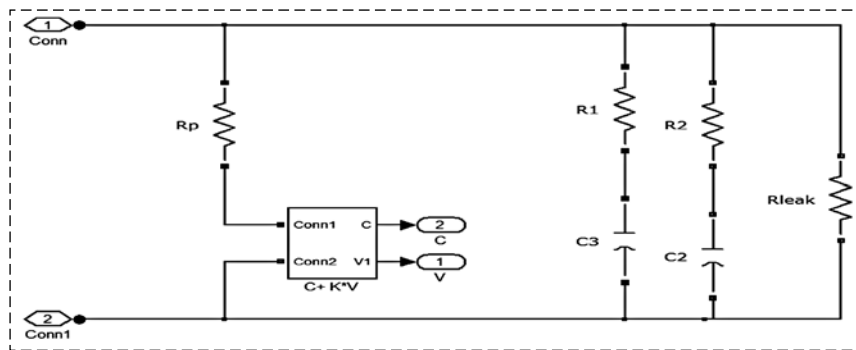 1
Conn
Rp
R1
R2
Rleak
Conn1 C
2
C
C3
C2
Conn2 V1
1
V
C+ K*V
2
Conn1